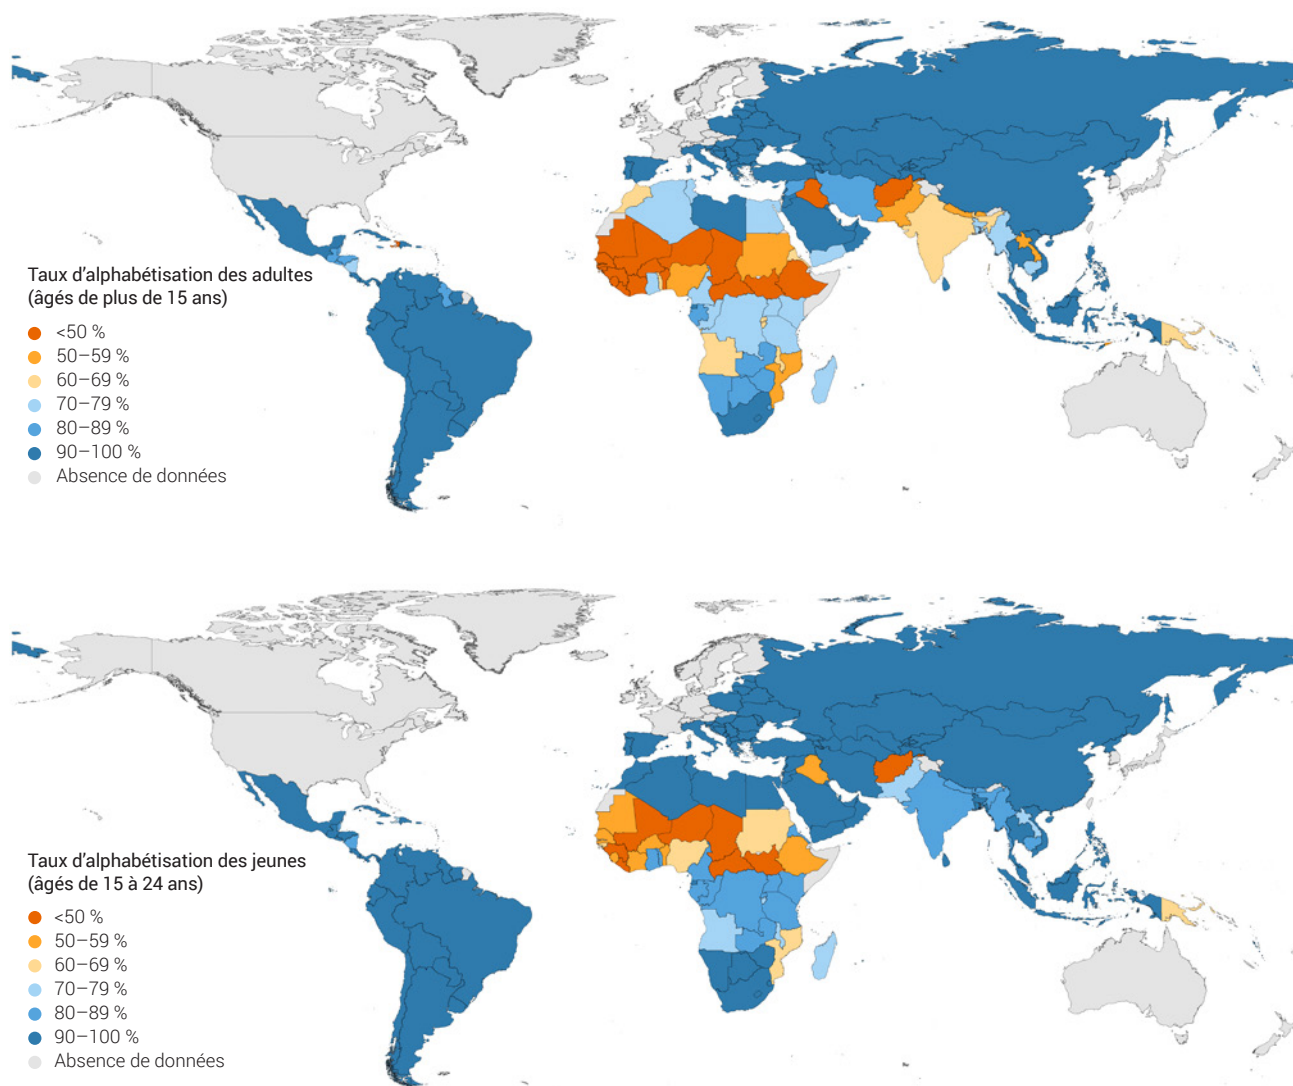 Taux d’alphabétisation des adultes
(âgés de plus de 15 ans)
<50 %
50–59 %
60–69 %
70–79 %
80–89 %
90–100 %
Absence de données
Taux d’alphabétisation des jeunes
(âgés de 15 à 24 ans)
<50 %
50–59 %
60–69 %
70–79 %
80–89 %
90–100 %
Absence de données